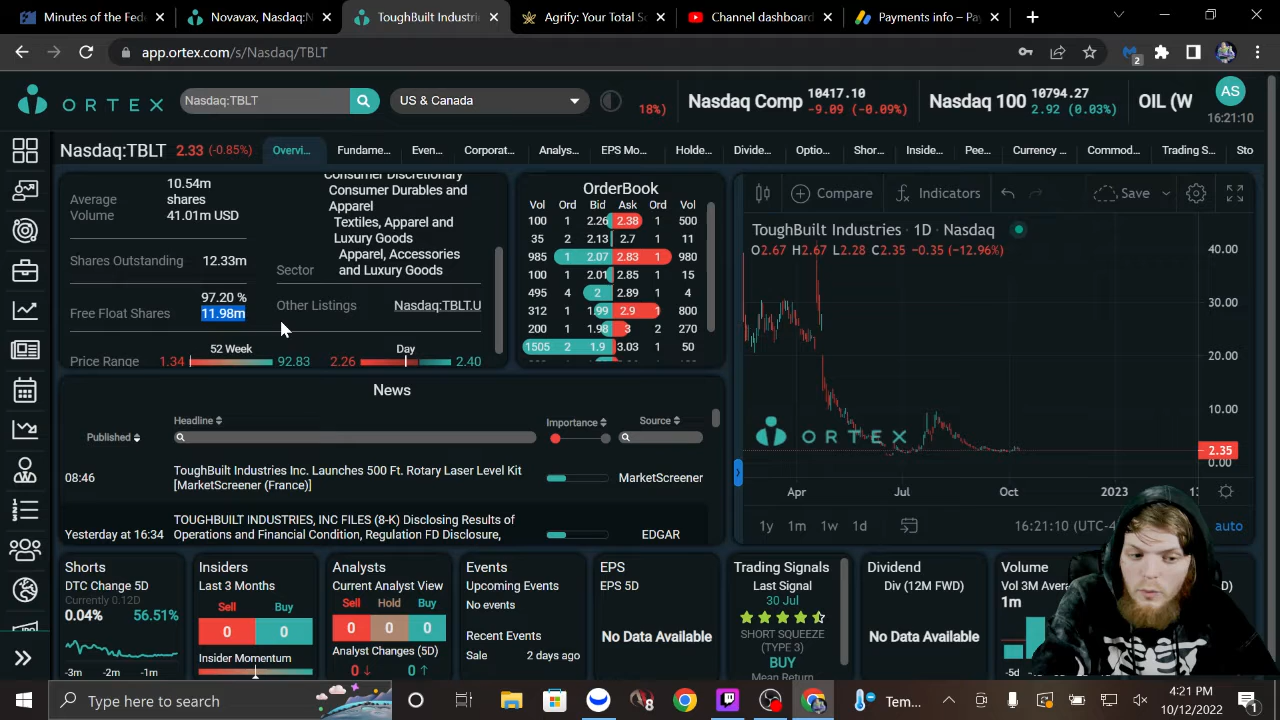 Minutes of the Fed
Novavax, Nasdaq:N
ToughBuilt Industri
Agrify: Your Total S
Channel dashboard
Payments info – Pay
app.ortex.com/s/Nasdaq/TBLT
2
ORTEX
Nasdaq:TBLT
US & Canada
18%)
Nasdaq Comp 10417.10 -9.09 (-0.09%)
Nasdaq 100 10794.27 2.92 (0.03%)
OIL (W
AS
16:21:10
Nasdaq:TBLT 2.33 (-0.85%)
Overvi... Fundame... Even... Corporat... Analys... EPS Mo... Holde... Divide... Optio... Shor... Inside... Pee... Currency ... Commod... Trading S... Sto
Average Volume
10.54m shares
41.01m USD
Shares Outstanding 12.33m
Free Float Shares
97.20 %
11.98m
Price Range
52 Week
1.34 92.83
Day
2.26 2.40
Sector
Consumer Discretionary
Consumer Durables and
Apparel
Textiles, Apparel and
Luxury Goods
Apparel, Accessories
and Luxury Goods
Other Listings Nasdaq:TBLT.U
OrderBook
Vol Ord Bid Ask Ord Vol
100 1 2.26 2.38 1 500
35 2 2.13 2.7 1 11
985 1 2.07 2.83 1 980
100 1 2.01 2.85 1 15
495 4 2 2.89 1 4
312 1 1.99 2.9 1 312
200 1 1.98 3 2 270
1505 2 1.9 3.03 1 50
Compare
Indicators
Save
ToughBuilt Industries · 1D · Nasdaq
O2.67 H2.67 L2.28 C2.35 −0.35 (−12.96%)
40.00
30.00
20.00
10.00
2.35
0.00
ORTEX
Apr Jul Oct 2023
1y 1m 1w 1d
16:21:10 (UTC-4
auto
News
Published
Headline
Importance
Source
08:46
ToughBuilt Industries Inc. Launches 500 Ft. Rotary Laser Level Kit
[MarketScreener (France)]
MarketScreener
Yesterday at 16:34
TOUGHBUILT INDUSTRIES, INC FILES (8-K) Disclosing Results of
Operations and Financial Condition, Regulation FD Disclosure,
EDGAR
Shorts
DTC Change 5D
Currently 0.12D
0.04% 56.51%
-3m -2m -1m
Insiders
Last 3 Months
Sell Buy
0 0
Insider Momentum
Analysts
Current Analyst View
Sell Hold Buy
0 0 0
Analyst Changes (5D)
0↓ 0↑
Events
Upcoming Events
No events
Recent Events
Sale 2 days ago
EPS
EPS 5D
No Data Available
Trading Signals
Last Signal
30 Jul
SHORT SQUEEZE
(TYPE 3)
BUY
Mean Return
Dividend
Div (12M FWD)
No Data Available
Volume
Vol 3M Avera
1m
-5d
Type here to search
Tem...
4:21 PM
10/12/2022
1